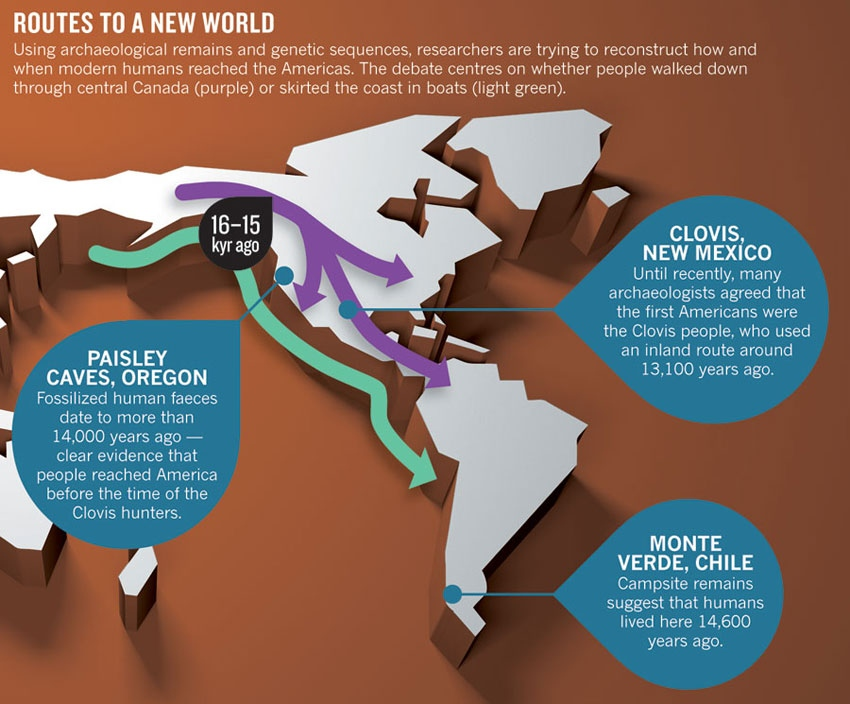 ROUTES TO A NEW WORLD
Using archaeological remains and genetic sequences, researchers are trying to reconstruct how and
when modern humans reached the Americas. The debate centres on whether people walked down
through central Canada (purple) or skirted the coast in boats (light green).
16–15
kyr ago
CLOVIS,
NEW MEXICO
Until recently, many
archaeologists agreed that
the first Americans were
the Clovis people, who used
an inland route around
13,100 years ago.
PAISLEY
CAVES, OREGON
Fossilized human faeces
date to more than
14,000 years ago —
clear evidence that
people reached America
before the time of the
Clovis hunters.
MONTE
VERDE, CHILE
Campsite remains
suggest that humans
lived here 14,600
years ago.